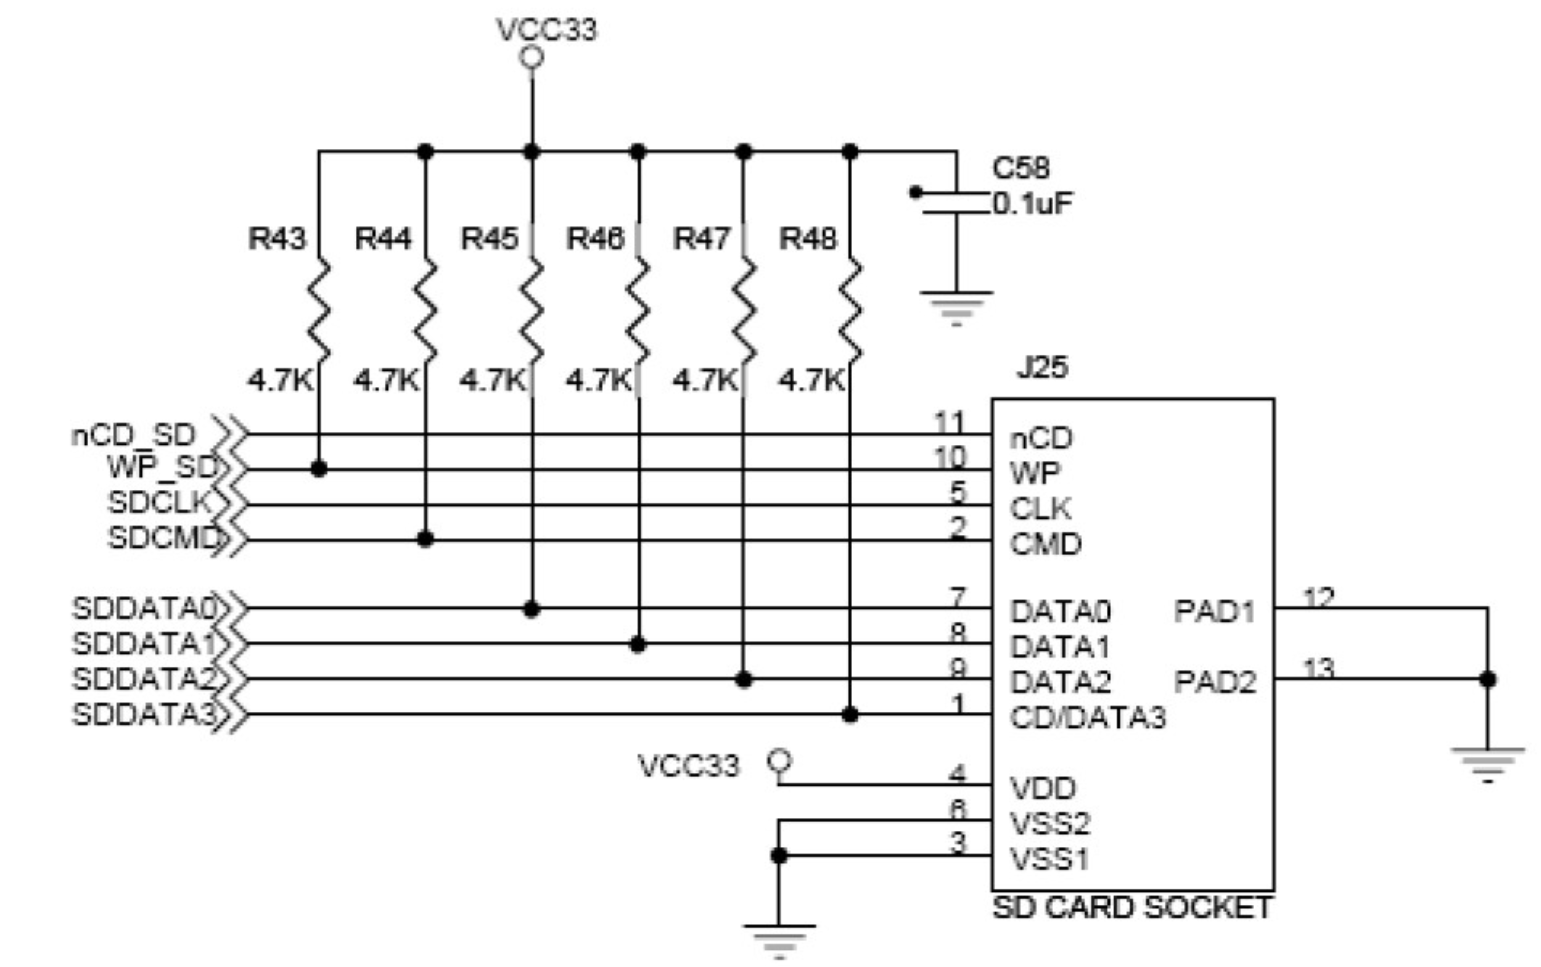 VCC33
C58
0.1uF
R43 R44 R45 R46 R47 R48
4.7K 4.7K 4.7K 4.7K 4.7K 4.7K
J25
nCD_SD 11 nCD
WP_SD 10 WP
SDCLK 5 CLK
SDCMD 2 CMD
SDDATA0 7 DATA0 PAD1 12
SDDATA1 8 DATA1
SDDATA2 9 DATA2 PAD2 13
SDDATA3 1 CD/DATA3
VCC33 4 VDD
6 VSS2
3 VSS1
SD CARD SOCKET